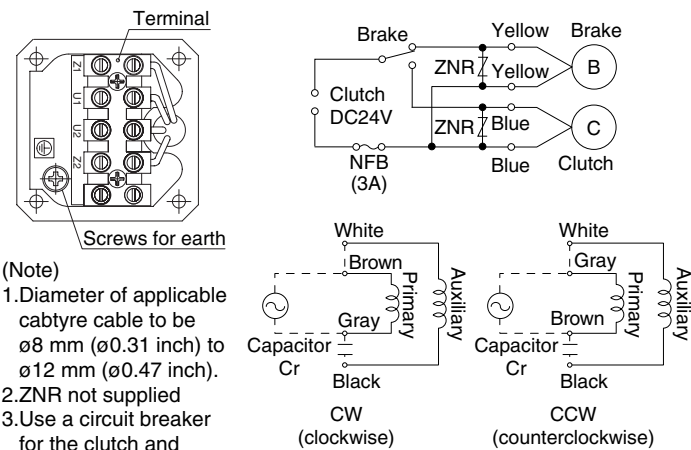 Terminal
Z1
U1
U2
Z2
Screws for earth
(Note)
1.Diameter of applicable
cabtyre cable to be
ø8 mm (ø0.31 inch) to
ø12 mm (ø0.47 inch).
2.ZNR not supplied
3.Use a circuit breaker
for the clutch and
Brake
Yellow
Brake
ZNR
Yellow
B
Clutch
DC24V
ZNR
Blue
C
NFB
(3A)
Blue
Clutch
White
Brown
Primary
Auxiliary
Gray
Capacitor
Cr
Black
CW
(clockwise)
White
Gray
Primary
Auxiliary
Brown
Capacitor
Cr
Black
CCW
(counterclockwise)